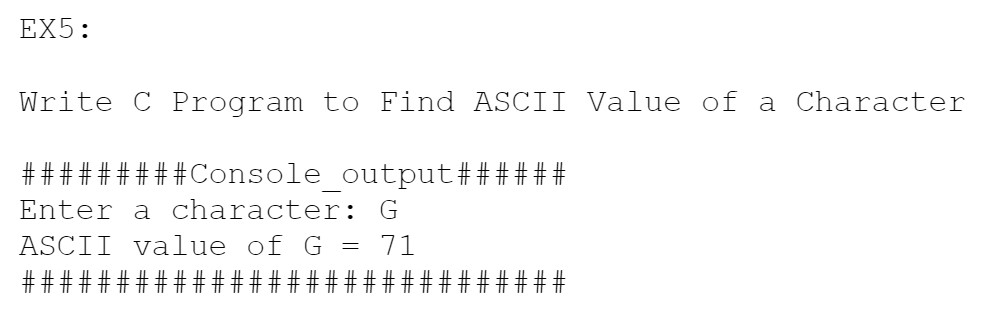 EX5:
Write C Program to Find ASCII Value of a Character
#########Console_output######
Enter a character: G
ASCII value of G = 71
#############################